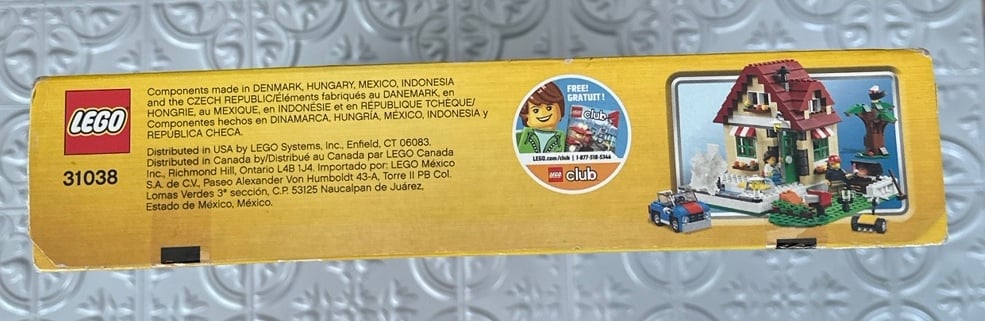 LEGO
31038
Components made in DENMARK, HUNGARY, MEXICO, INDONESIA
and the CZECH REPUBLIC/Éléments fabriqués au DANEMARK, en
HONGRIE, au MEXIQUE, en INDONÉSIE et en RÉPUBLIQUE TCHÈQUE/
Componentes hechos en DINAMARCA, HUNGRÍA, MÉXICO, INDONESIA y
REPÚBLICA CHECA.
Distributed in USA by LEGO Systems, Inc., Enfield, CT 06083.
Distributed in Canada by/Distribué au Canada par LEGO Canada
Inc., Richmond Hill, Ontario L4B 1J4. Importado por: LEGO México
S.A. de C.V., Paseo Alexander Von Humboldt 43-A, Torre II PB Col.
Lomas Verdes 3ª sección, C.P. 53125 Naucalpan de Juárez,
Estado de México, México.
FREE!
GRATUIT!
LEGO club
LEGO.com/club | 1-877-518-5346
LEGO club